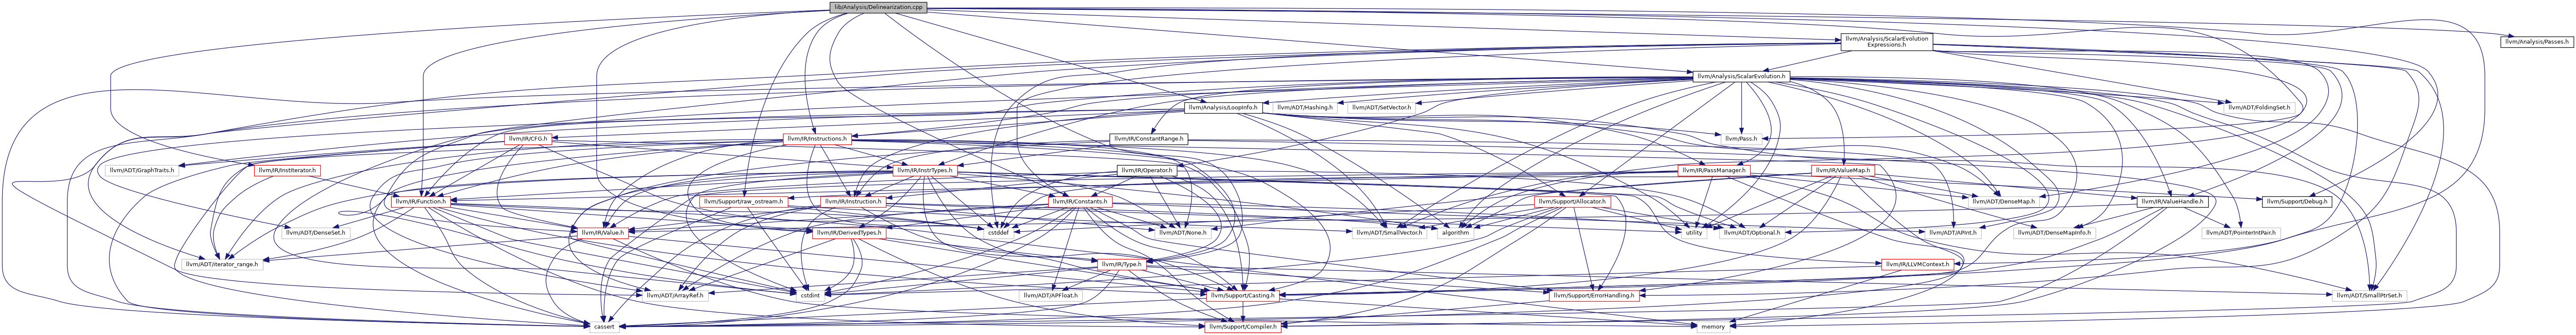 lib/Analysis/Delinearization.cpp
llvm/Analysis/ScalarEvolution
Expressions.h
llvm/Analysis/Passes.h
llvm/Analysis/ScalarEvolution.h
llvm/Analysis/LoopInfo.h
llvm/ADT/Hashing.h
llvm/ADT/SetVector.h
llvm/ADT/FoldingSet.h
llvm/IR/CFG.h
llvm/IR/Instructions.h
llvm/IR/ConstantRange.h
llvm/Pass.h
llvm/ADT/GraphTraits.h
llvm/IR/InstIterator.h
llvm/IR/InstrTypes.h
llvm/IR/Operator.h
llvm/IR/PassManager.h
llvm/IR/ValueMap.h
llvm/IR/Function.h
llvm/Support/raw_ostream.h
llvm/IR/Instruction.h
llvm/IR/Constants.h
llvm/Support/Allocator.h
llvm/ADT/DenseMap.h
llvm/IR/ValueHandle.h
llvm/Support/Debug.h
llvm/ADT/DenseSet.h
llvm/IR/Value.h
llvm/IR/DerivedTypes.h
cstddef
llvm/ADT/None.h
llvm/ADT/SmallVector.h
algorithm
utility
llvm/ADT/Optional.h
llvm/ADT/APInt.h
llvm/ADT/DenseMapInfo.h
llvm/ADT/PointerIntPair.h
llvm/ADT/iterator_range.h
llvm/IR/Type.h
llvm/IR/LLVMContext.h
llvm/ADT/ArrayRef.h
cstdint
llvm/ADT/APFloat.h
llvm/Support/Casting.h
llvm/Support/ErrorHandling.h
llvm/ADT/SmallPtrSet.h
cassert
llvm/Support/Compiler.h
memory